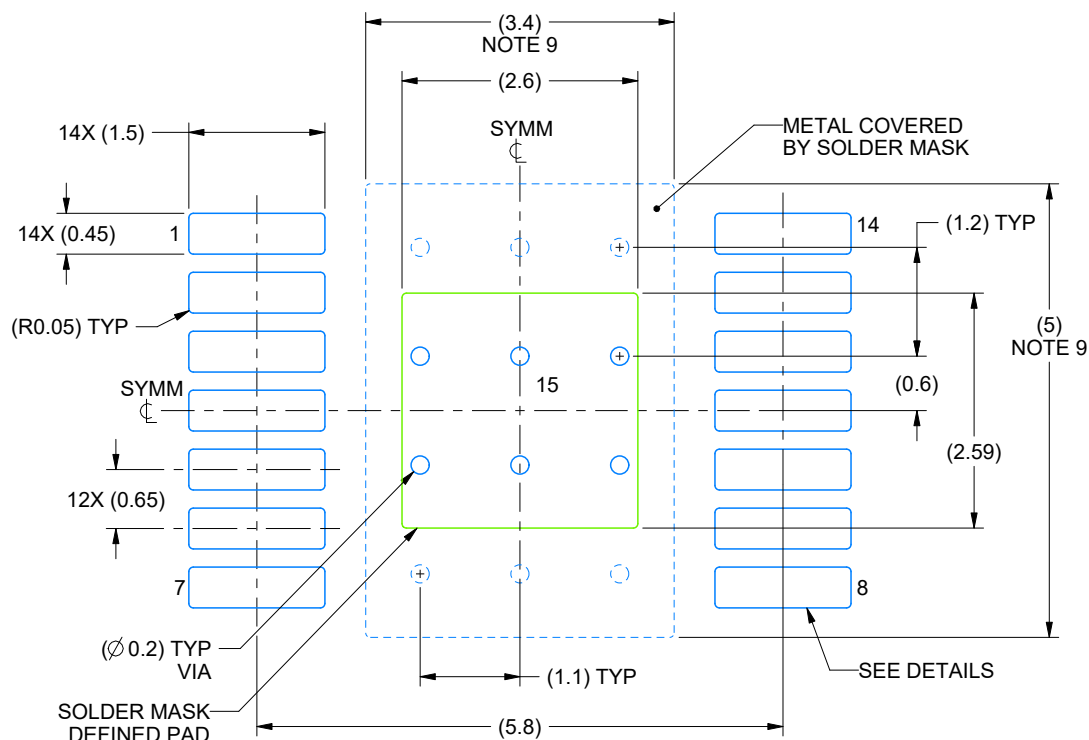 (3.4)
NOTE 9
(2.6)
14X (1.5)
SYMM
METAL COVERED
BY SOLDER MASK
14X (0.45)
1
14
(1.2) TYP
(R0.05) TYP
(5)
NOTE 9
15
SYMM
(0.6)
(2.59)
12X (0.65)
7
8
(Ø 0.2) TYP
VIA
(1.1) TYP
SEE DETAILS
SOLDER MASK
DEFINED PAD
(5.8)